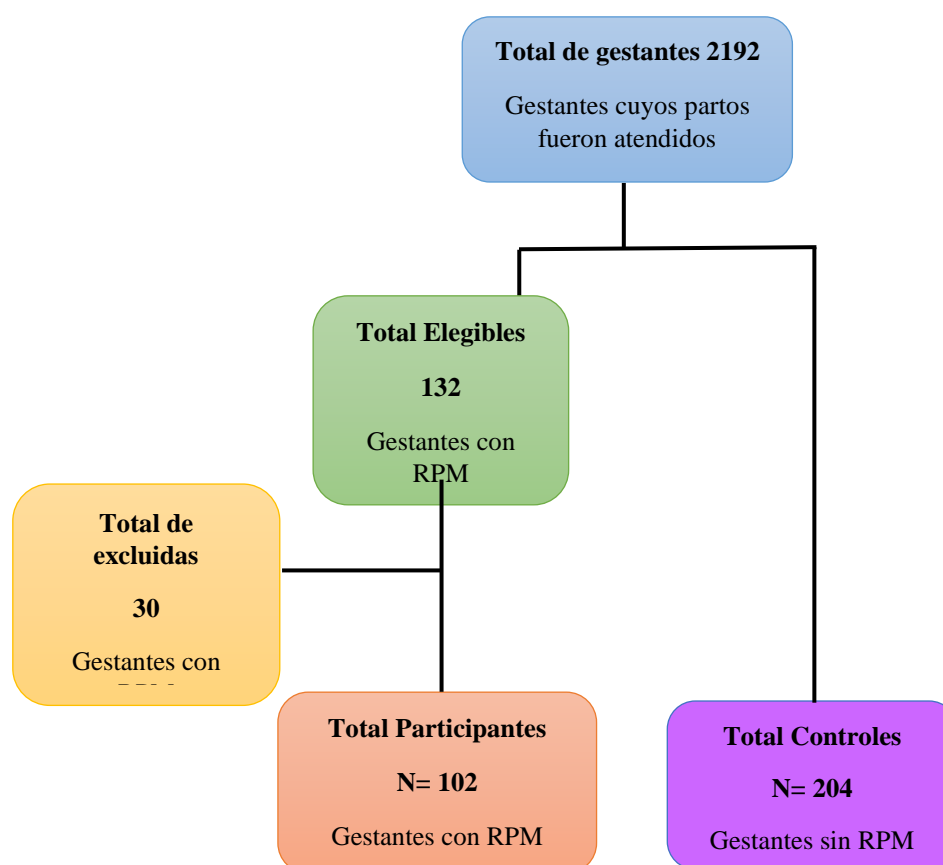 Total de gestantes 2192
Gestantes cuyos partos
fueron atendidos
Total Elegibles
132
Gestantes con
RPM
Total de
excluidas
30
Gestantes con
Total Participantes
N= 102
Gestantes con RPM
Total Controles
N= 204
Gestantes sin RPM